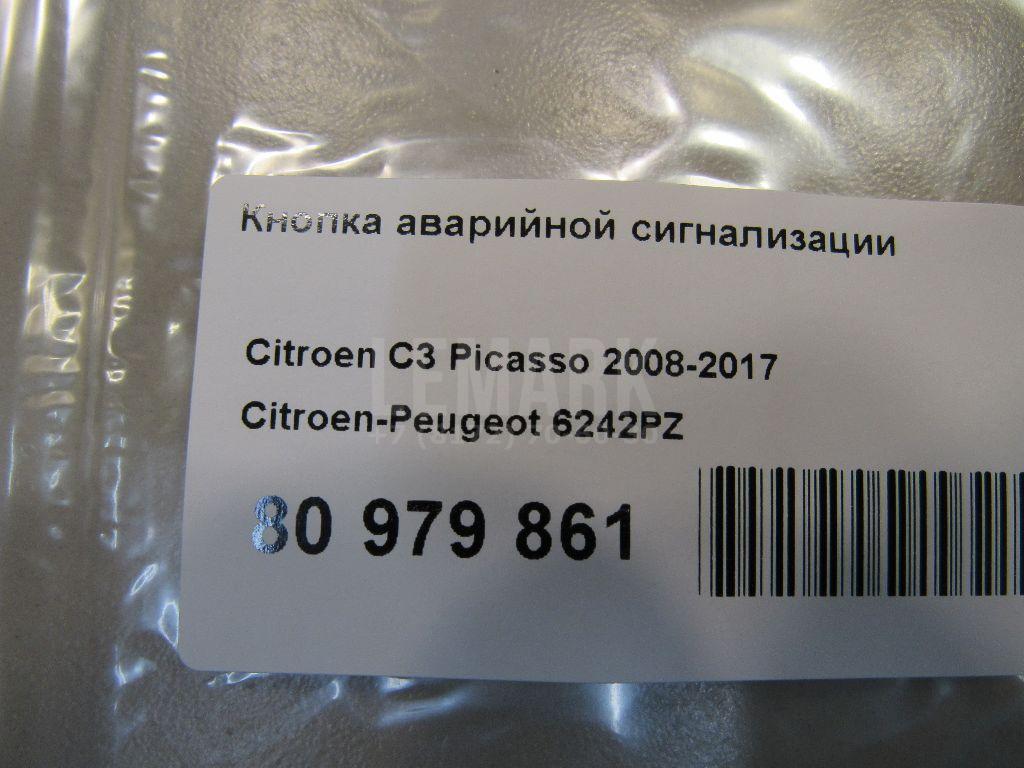 Кнопка аварийной сигнализации
Citroen C3 Picasso 2008-2017
Citroen-Peugeot 6242PZ
80 979 861
LEMARK